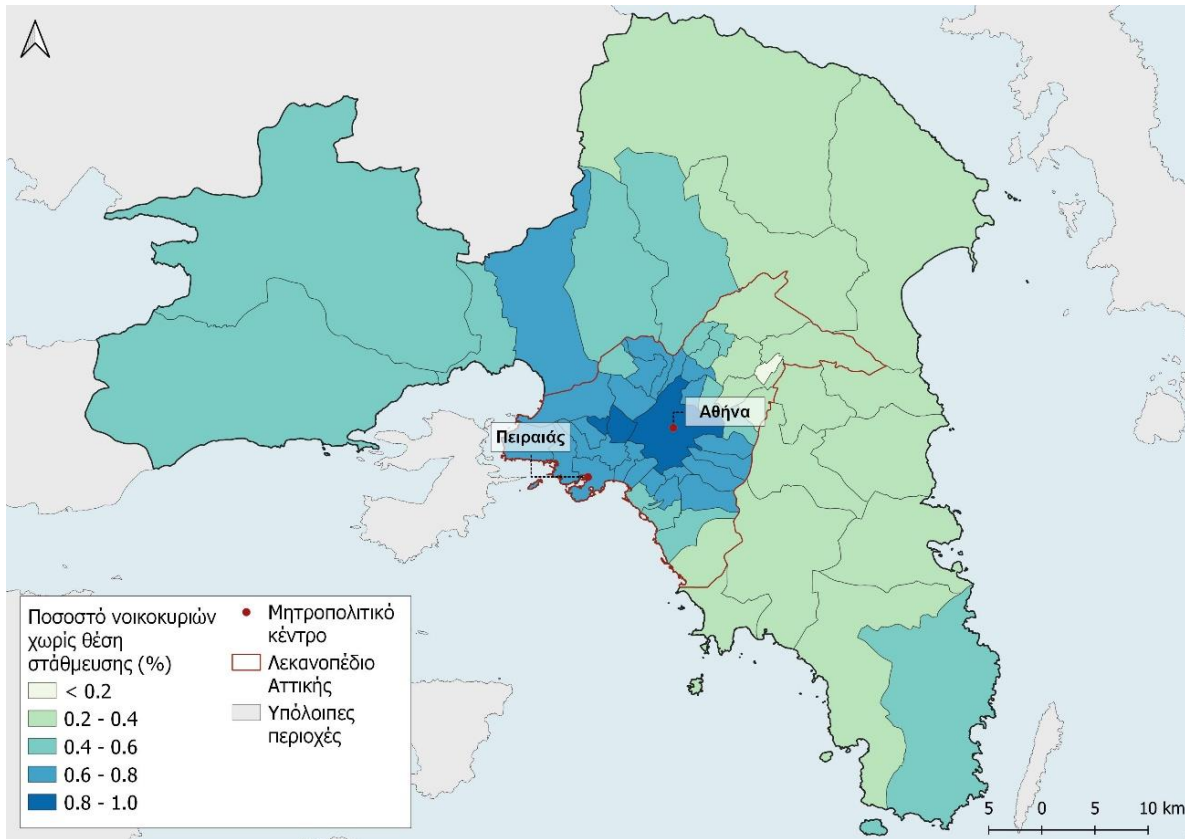 Αθήνα
Πειραιάς
Ποσοστό νοικοκυριών
χωρίς θέση
στάθμευσης (%)
< 0.2
0.2 - 0.4
0.4 - 0.6
0.6 - 0.8
0.8 - 1.0
Μητροπολιτικό
κέντρο
Λεκανοπέδιο
Αττικής
Υπόλοιπες
περιοχές
5 0 5 10 km